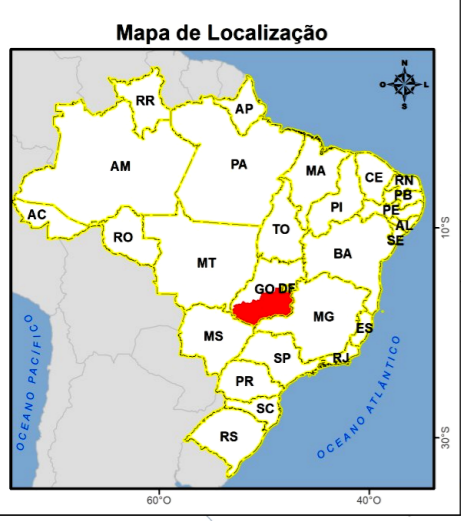 Mapa de Localização
N
O L
S
RR
AP
AM
PA
MA
CE
RN
PB
PI
PE
AC
AL
TO
SE
RO
BA
MT
GO DF
MG
MS
ES
SP
RJ
PR
SC
RS
OCEANO PACÍFICO
OCEANO ATLÂNTICO
10°S
30°S
60°O 40°O